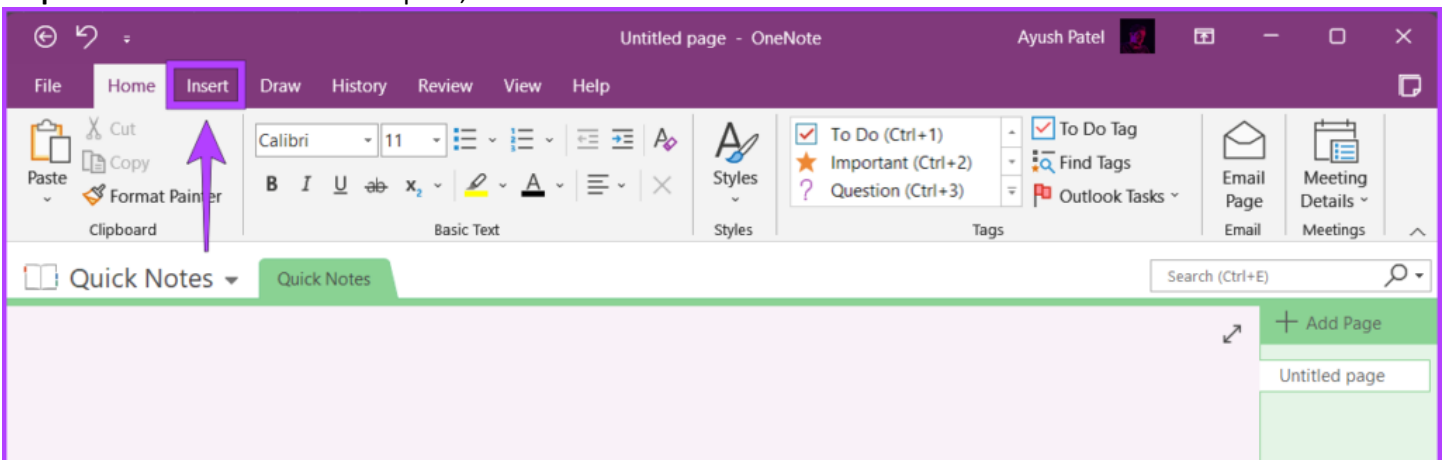 Untitled page - OneNote
Ayush Patel
File Home Insert Draw History Review View Help
Paste
Cut
Copy
Format Painter
Clipboard
Calibri 11
B I U ab x2 A
Basic Text
Styles
Styles
To Do (Ctrl+1)
Important (Ctrl+2)
Question (Ctrl+3)
To Do Tag
Find Tags
Outlook Tasks
Tags
Email
Page
Email
Meeting
Details
Meetings
Quick Notes
Quick Notes
Search (Ctrl+E)
Add Page
Untitled page